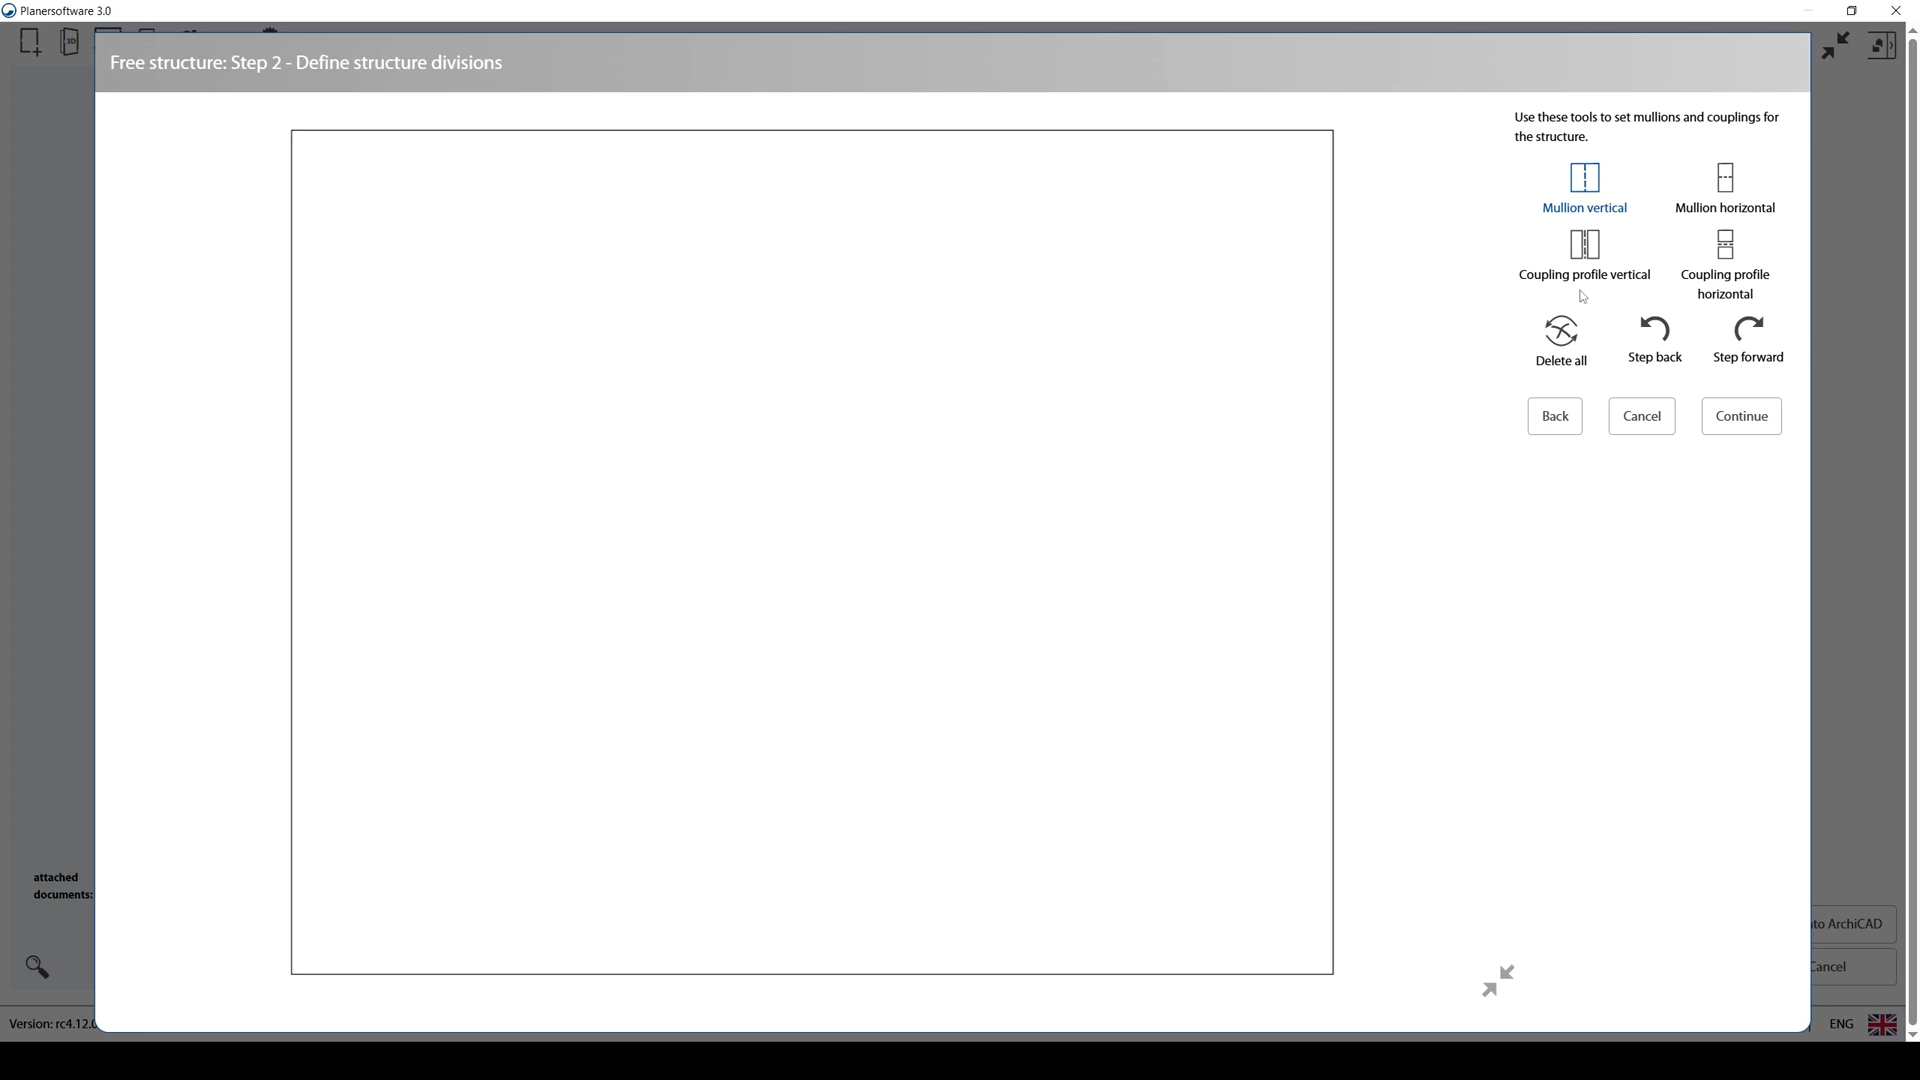 Planersoftware 3.0
3D
Free structure: Step 2 - Define structure divisions
Use these tools to set mullions and couplings for
the structure.
Mullion vertical
Mullion horizontal
Coupling profile vertical
Coupling profile
horizontal
Delete all
Step back
Step forward
Back
Cancel
Continue
attached
documents:
to ArchiCAD
Cancel
Version: rc4.12.0
ENG